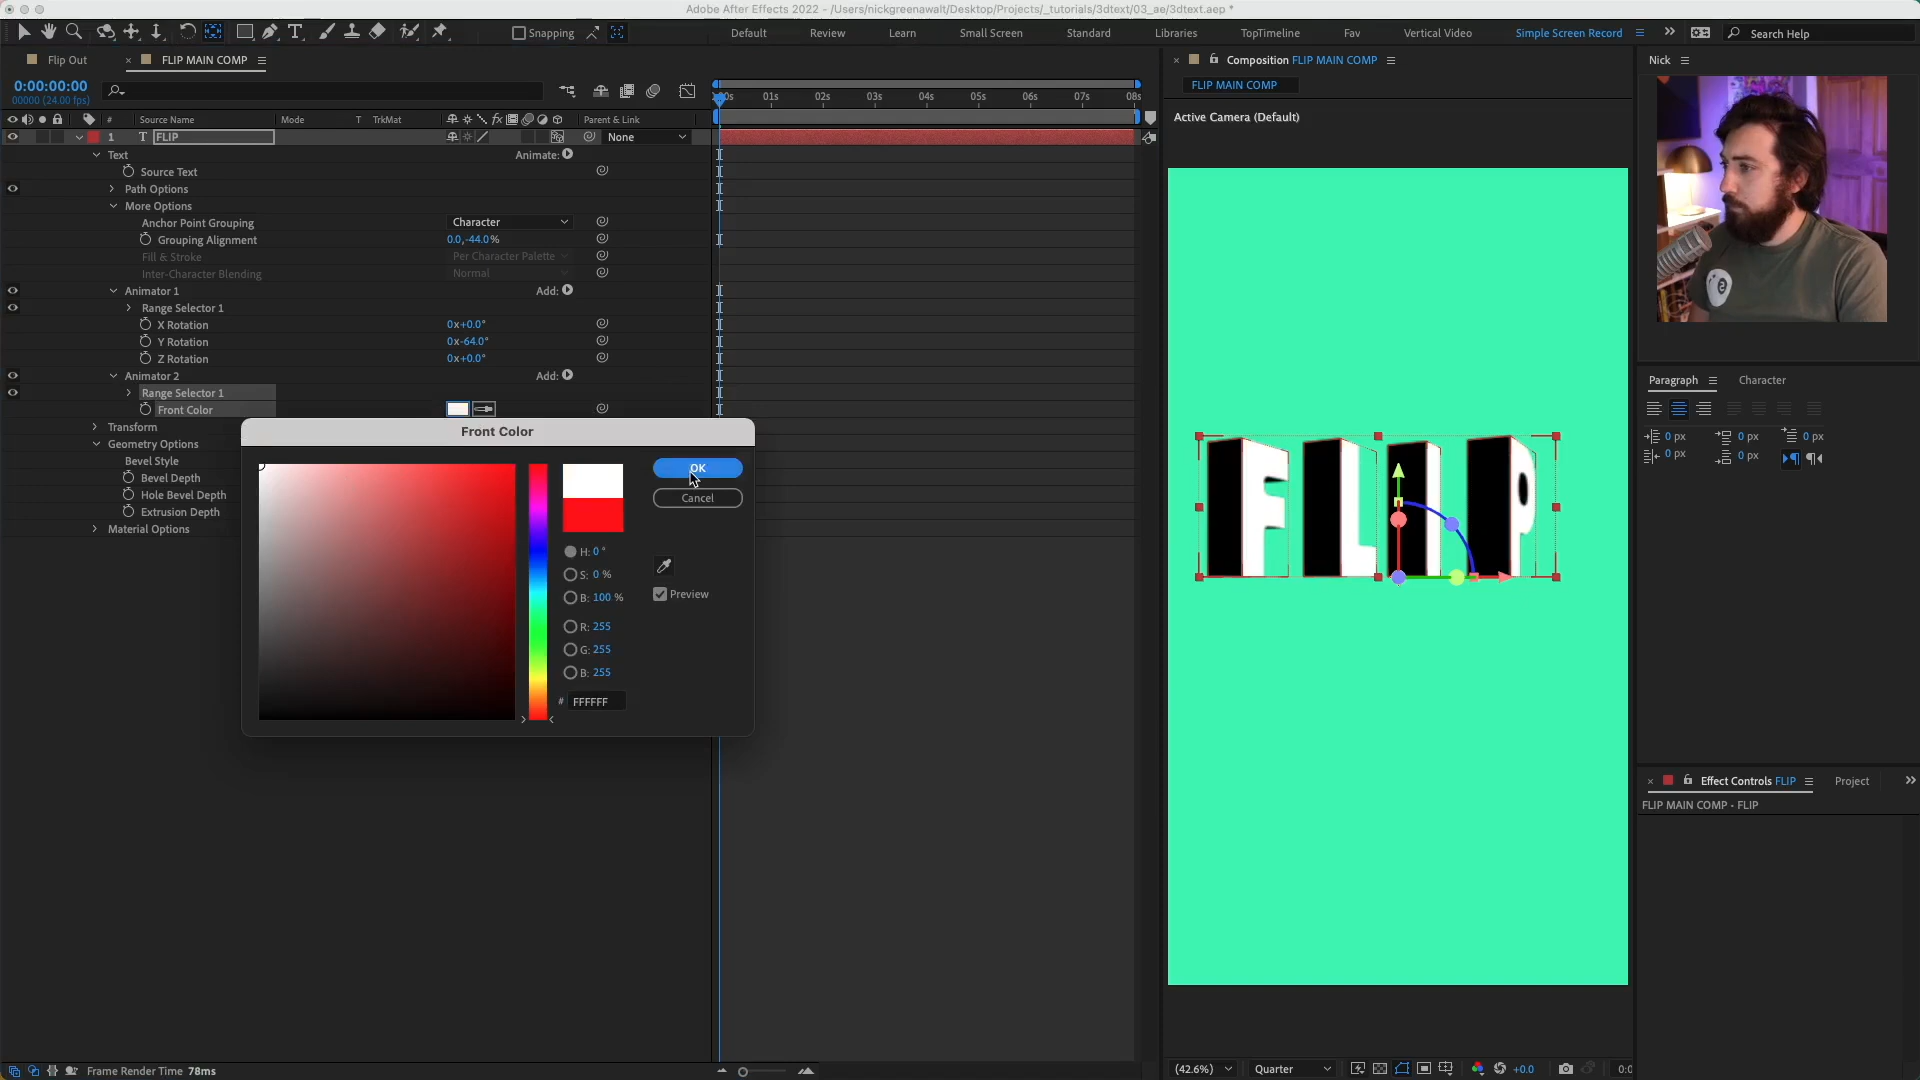 Adobe After Effects 2022 - /Users/nickgreenawalt/Desktop/Projects/_tutorials/3dtext/03_ae/3dtext.aep *
Snapping
Default Review Learn Small Screen Standard Libraries TopTimeline Fav Vertical Video Simple Screen Record Search Help
Flip Out × FLIP MAIN COMP
0:00:00:00
00000 (24.00 fps)
01s 02s 03s 04s 05s 06s 07s 08s
# Source Name Mode T TrkMat fx Parent & Link
1 T FLIP None
Text Animate:
Source Text
Path Options
More Options
Anchor Point Grouping Character
Grouping Alignment 0.0,-44.0%
Fill & Stroke Per Character Palette
Inter-Character Blending Normal
Animator 1 Add:
Range Selector 1
X Rotation 0x+0.0°
Y Rotation 0x-64.0°
Z Rotation 0x+0.0°
Animator 2 Add:
Range Selector 1
Front Color
Transform
Geometry Options
Bevel Style
Bevel Depth
Hole Bevel Depth
Extrusion Depth
Material Options
Front Color
OK
Cancel
H: 0 °
S: 0 %
B: 100 %
R: 255
G: 255
B: 255
# FFFFFF
Preview
Frame Render Time 78ms
× Composition FLIP MAIN COMP
FLIP MAIN COMP
Active Camera (Default)
FLIP
(42.6%) Quarter +0.0
Nick
Paragraph Character
0 px 0 px 0 px
0 px 0 px
× Effect Controls FLIP Project
FLIP MAIN COMP - FLIP